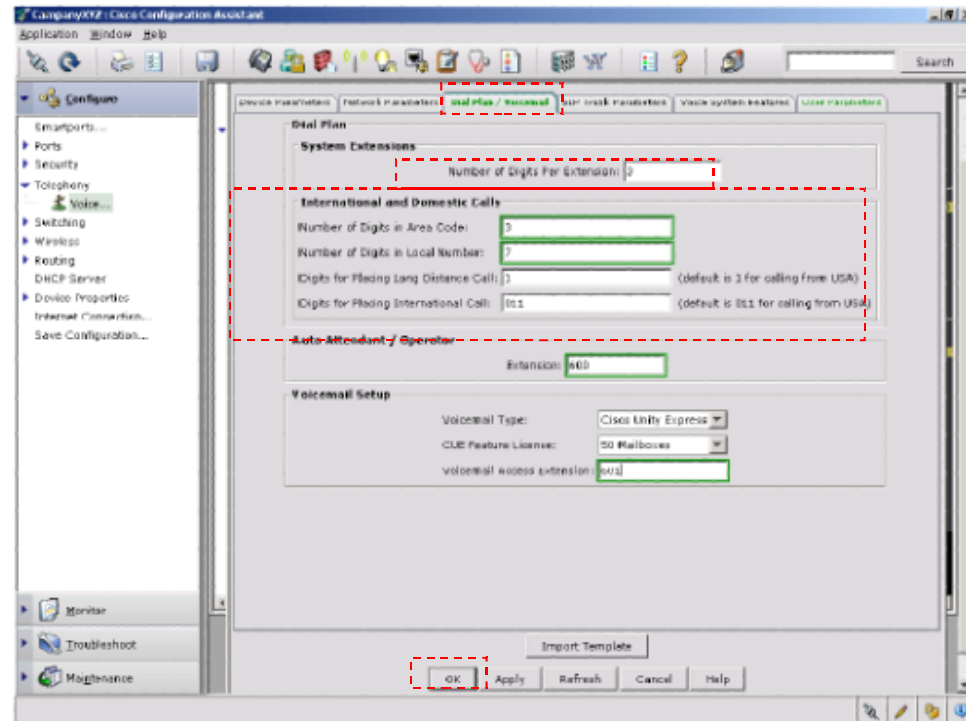 CompanyXYZ : Cisco Configuration Assistant
Application Window Help
Search
Configure
Smartports...
Ports
Security
Telephony
Voice...
Switching
Wireless
Routing
DHCP Server
Device Properties
Internet Connection...
Save Configuration...
Monitor
Troubleshoot
Maintenance
Device Parameters
Network Parameters
Dial Plan / Voicemail
SIP Trunk Parameters
Voice System Features
User Parameters
Dial Plan
System Extensions
Number of Digits Per Extension: 3
International and Domestic Calls
Number of Digits in Area Code: 3
Number of Digits in Local Number: 7
Digits for Placing Long Distance Call: 1 (default is 1 for calling from USA)
Digits for Placing International Call: 011 (default is 011 for calling from USA)
Auto Attendant / Operator
Extension: 600
Voicemail Setup
Voicemail Type: Cisco Unity Express
CUE Feature License: 50 Mailboxes
Voicemail Access Extension: 601
Import Template
OK Apply Refresh Cancel Help